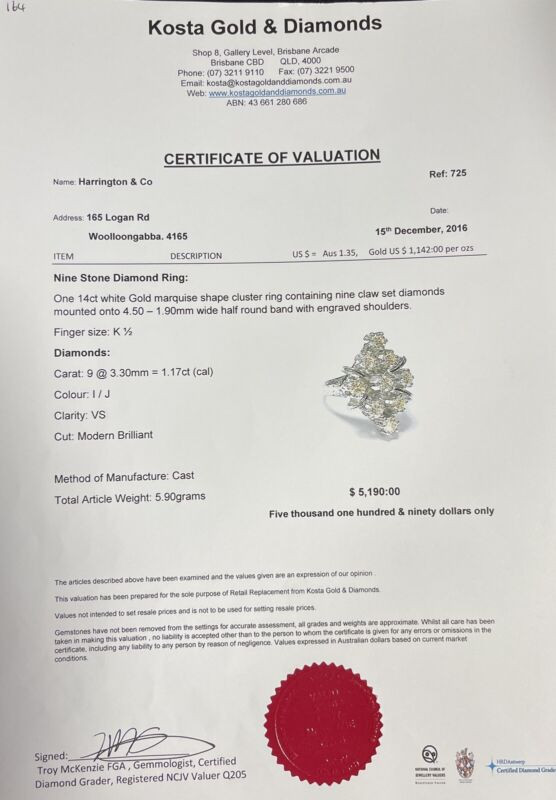 164
Kosta Gold & Diamonds
Shop 8, Gallery Level, Brisbane Arcade
Brisbane CBD QLD, 4000
Phone: (07) 3211 9110 Fax: (07) 3221 9500
Email: kosta@kostagoldanddiamonds.com.au
Web: www.kostagoldanddiamonds.com.au
ABN: 43 661 280 686
CERTIFICATE OF VALUATION
Name: Harrington & Co Ref: 725
Address: 165 Logan Rd Date:
Woolloongabba. 4165 15th December, 2016
ITEM DESCRIPTION US $ = Aus 1.35, Gold US $ 1,142:00 per ozs
Nine Stone Diamond Ring:
One 14ct white Gold marquise shape cluster ring containing nine claw set diamonds
mounted onto 4.50 – 1.90mm wide half round band with engraved shoulders.
Finger size: K ½
Diamonds:
Carat: 9 @ 3.30mm = 1.17ct (cal)
Colour: I / J
Clarity: VS
Cut: Modern Brilliant
Method of Manufacture: Cast
Total Article Weight: 5.90grams
$ 5,190:00
Five thousand one hundred & ninety dollars only
The articles described above have been examined and the values given are an expression of our opinion .
This valuation has been prepared for the sole purpose of Retail Replacement from Kosta Gold & Diamonds.
Values not intended to set resale prices and is not to be used for setting resale prices.
Gemstones have not been removed from the settings for accurate assessment, all grades and weights are approximate. Whilst all care has been
taken in making this valuation , no liability is accepted other than to the person to whom the certificate is given for any errors or omissions in the
certificate, including any liability to any person by reason of negligence. Values expressed in Australian dollars based on current market
conditions.
Signed:
Troy McKenzie FGA , Gemmologist, Certified
Diamond Grader, Registered NCJV Valuer Q205
NATIONAL COUNCIL OF
JEWELLERY VALUERS
REGISTERED VALUER
HRDAntwerp
Certified Diamond Grade